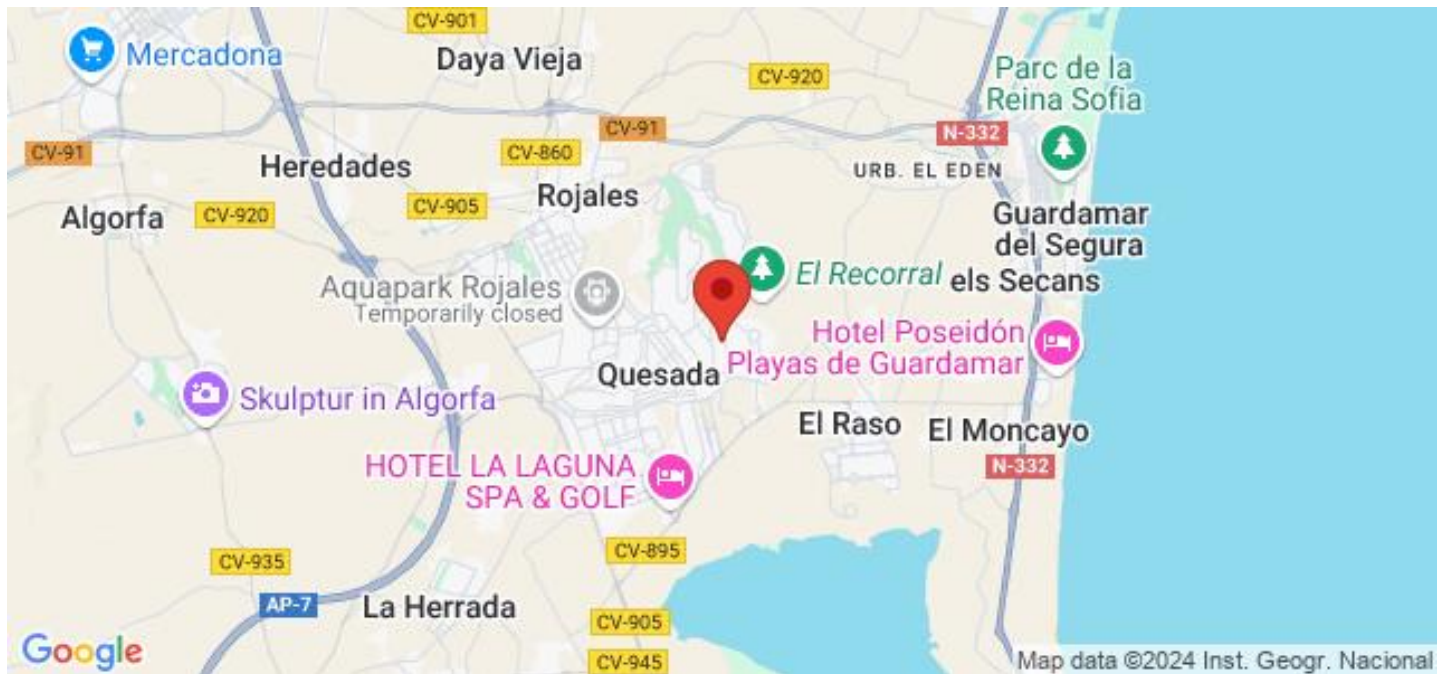 CV-901
Mercadona
Daya Vieja
CV-920
Parc de la
Reina Sofia
CV-91
N-332
CV-91
CV-860
Heredades
URB. EL EDEN
Rojales
Algorfa
CV-920
CV-905
Guardamar
del Segura
Aquapark Rojales
Temporarily closed
El Recorral
els Secans
Hotel Poseidón
Playas de Guardamar
Quesada
Skulptur in Algorfa
El Raso
El Moncayo
HOTEL LA LAGUNA
SPA & GOLF
N-332
CV-895
CV-935
AP-7
La Herrada
CV-905
Google
CV-945
Map data ©2024 Inst. Geogr. Nacional